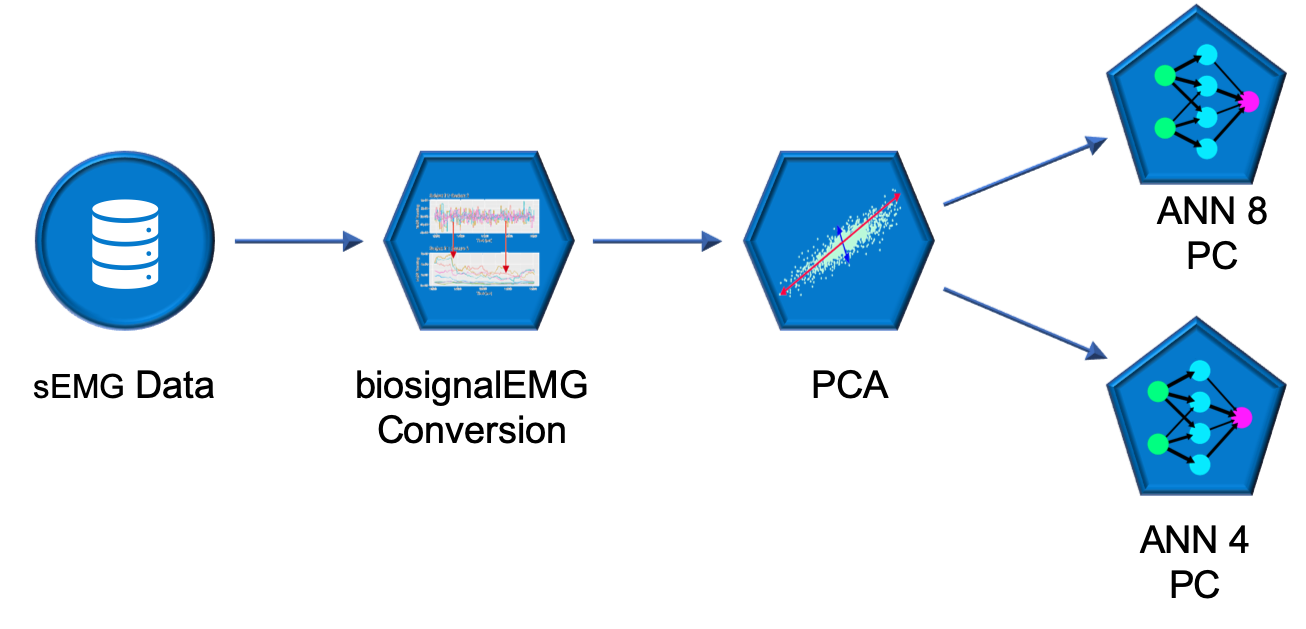 sEMG Data
biosignalEMG
Conversion
PCA
ANN 8
PC
ANN 4
PC